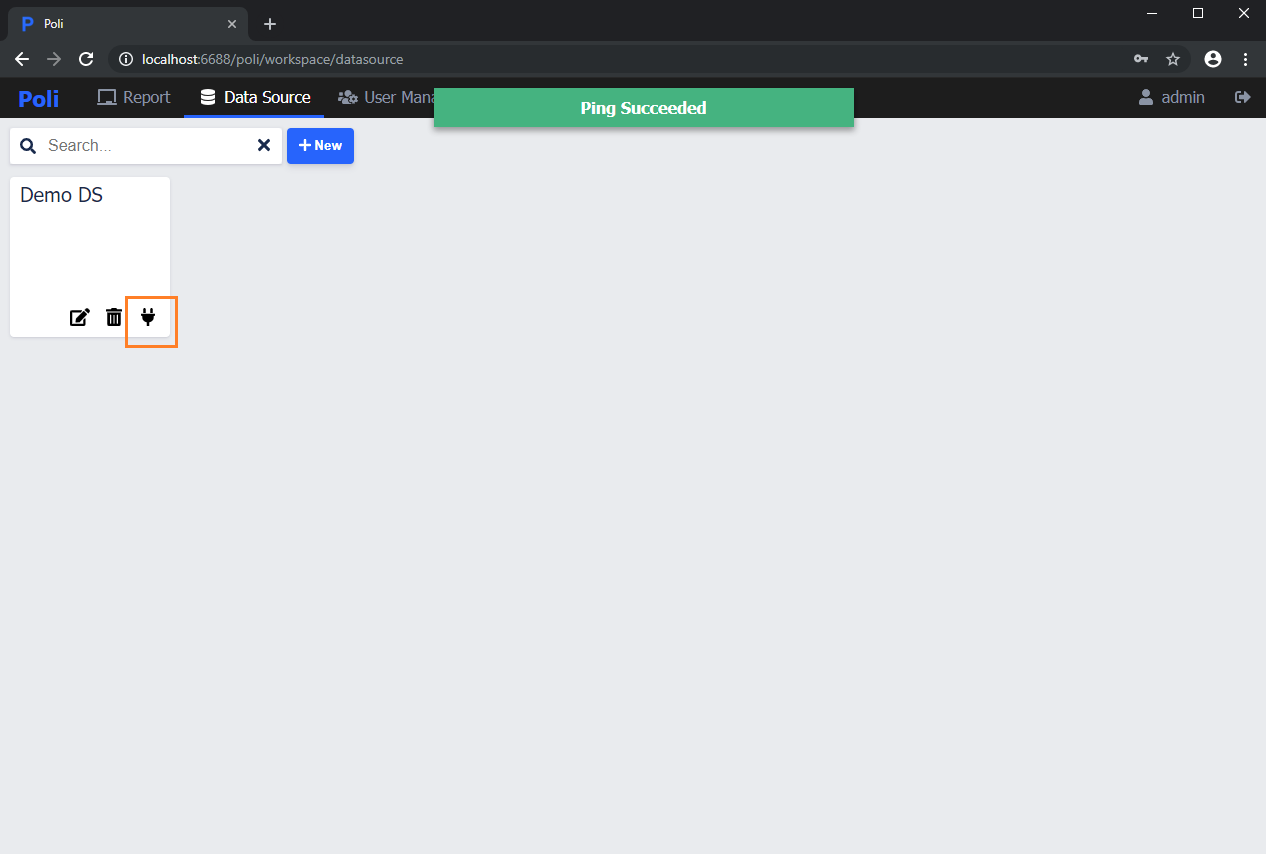 Poli
localhost:6688/poli/workspace/datasource
Poli
Report
Data Source
User Mana
Ping Succeeded
admin
Search...
New
Demo DS